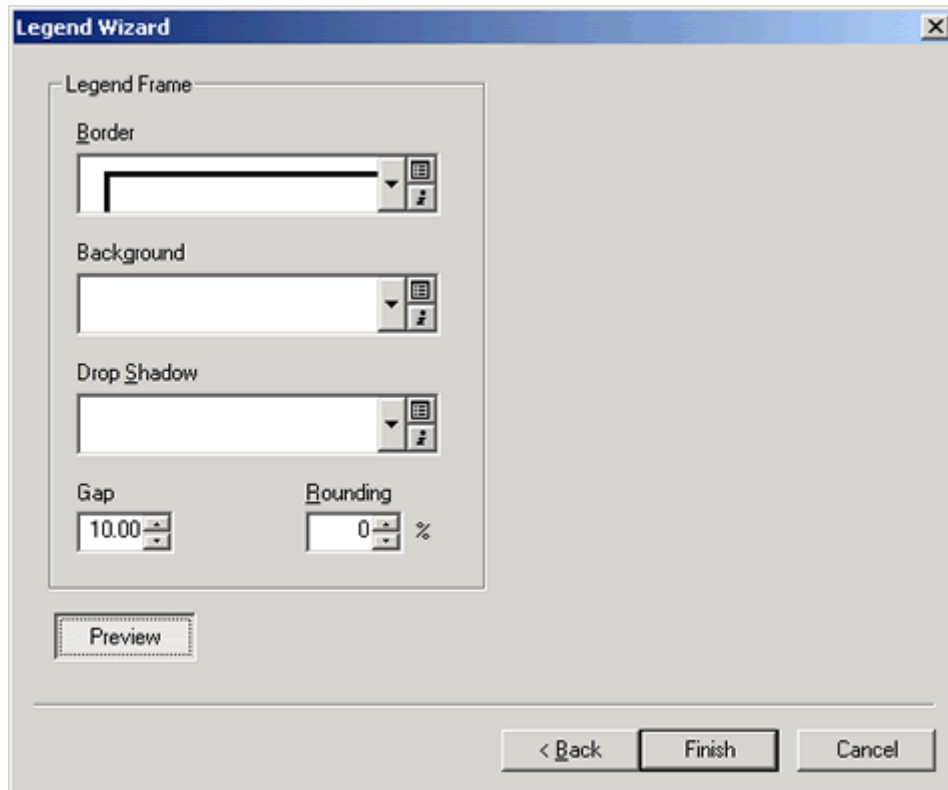 Legend Wizard
Legend Frame
Border
Background
Drop Shadow
Gap Rounding
10.00 0 %
Preview
< Back Finish Cancel